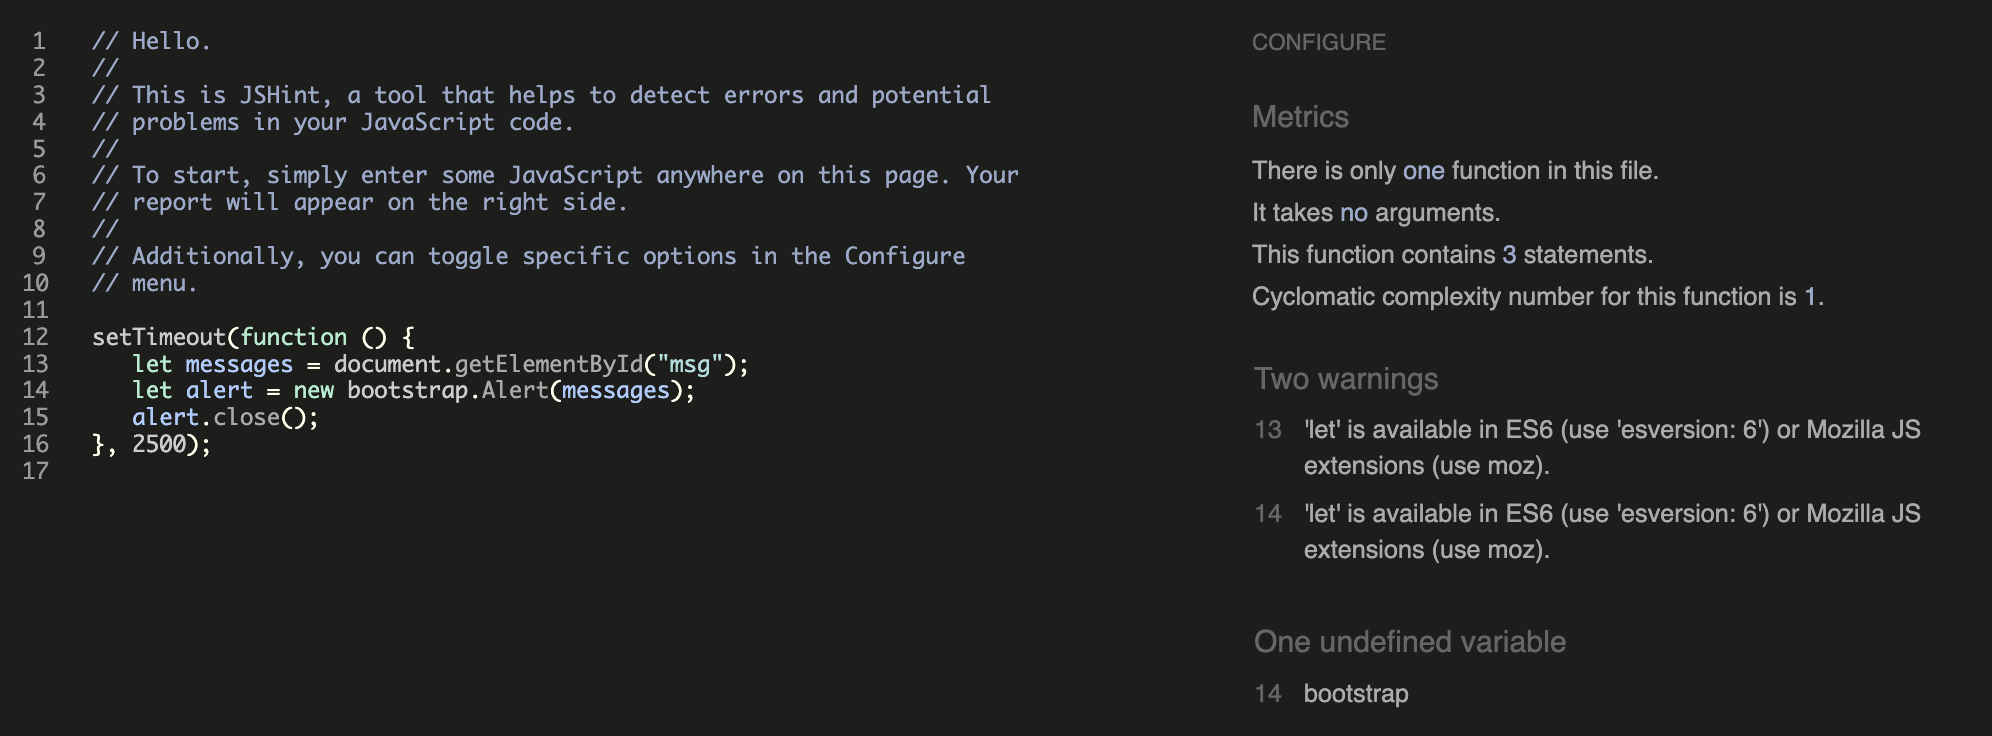 1 // Hello.
2 //
3 // This is JSHint, a tool that helps to detect errors and potential
4 // problems in your JavaScript code.
5 //
6 // To start, simply enter some JavaScript anywhere on this page. Your
7 // report will appear on the right side.
8 //
9 // Additionally, you can toggle specific options in the Configure
10 // menu.
11
12 setTimeout(function () {
13    let messages = document.getElementById("msg");
14    let alert = new bootstrap.Alert(messages);
15    alert.close();
16 }, 2500);
17
CONFIGURE
Metrics
There is only one function in this file.
It takes no arguments.
This function contains 3 statements.
Cyclomatic complexity number for this function is 1.
Two warnings
13 'let' is available in ES6 (use 'esversion: 6') or Mozilla JS
extensions (use moz).
14 'let' is available in ES6 (use 'esversion: 6') or Mozilla JS
extensions (use moz).
One undefined variable
14 bootstrap